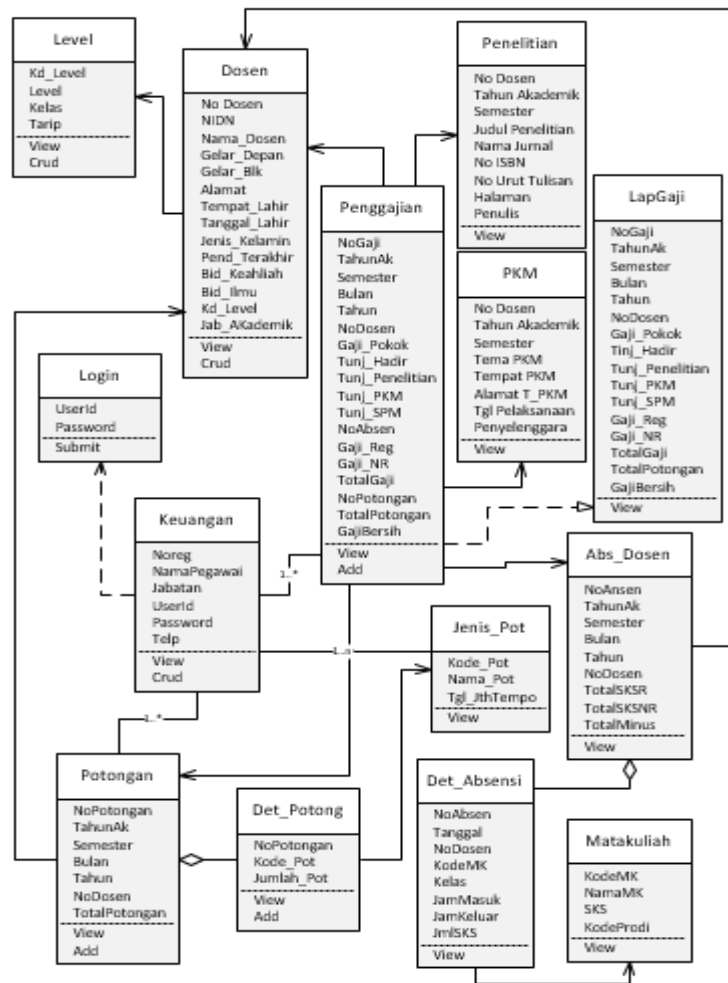 Level
Kd_Level
Level
Kelas
Tarip
View
Crud
Dosen
No Dosen
NIDN
Nama_Dosen
Gelar_Depan
Gelar_Blk
Alamat
Tempat_Lahir
Tanggal_Lahir
Jenis_Kelamin
Pend_Terakhir
Bid_Keahliah
Bid_Ilmu
Kd_Level
Jab_AKademik
View
Crud
Penelitian
No Dosen
Tahun Akademik
Semester
Judul Penelitian
Nama Jurnal
No ISBN
No Urut Tulisan
Halaman
Penulis
View
Penggajian
NoGaji
TahunAk
Semester
Bulan
Tahun
NoDosen
Gaji_Pokok
Tunj_Hadir
Tunj_Penelitian
Tunj_PKM
Tunj_SPM
NoAbsen
Gaji_Reg
Gaji_NR
TotalGaji
NoPotongan
TotalPotongan
GajiBersih
View
Add
LapGaji
NoGaji
TahunAk
Semester
Bulan
Tahun
NoDosen
Gaji_Pokok
Tinj_Hadir
Tunj_Penelitian
Tunj_PKM
Tunj_SPM
Gaji_Reg
Gaji_NR
TotalGaji
TotalPotongan
GajiBersih
View
PKM
No Dosen
Tahun Akademik
Semester
Tema PKM
Tempat PKM
Alamat T_PKM
Tgl Pelaksanaan
Penyelenggara
View
Login
UserId
Password
Submit
Keuangan
Noreg
NamaPegawai
Jabatan
UserId
Password
Telp
View
Crud
1..*
1..n
1..*
Abs_Dosen
NoAnsen
TahunAk
Semester
Bulan
Tahun
NoDosen
TotalSKSR
TotalSKSNR
TotalMinus
View
Jenis_Pot
Kode_Pot
Nama_Pot
Tgl_JthTempo
View
Potongan
NoPotongan
TahunAk
Semester
Bulan
Tahun
NoDosen
TotalPotongan
View
Add
Det_Potong
NoPotongan
Kode_Pot
Jumlah_Pot
View
Add
Det_Absensi
NoAbsen
Tanggal
NoDosen
KodeMK
Kelas
JamMasuk
JamKeluar
JmlSKS
View
Matakuliah
KodeMK
NamaMK
SKS
KodeProdi
View